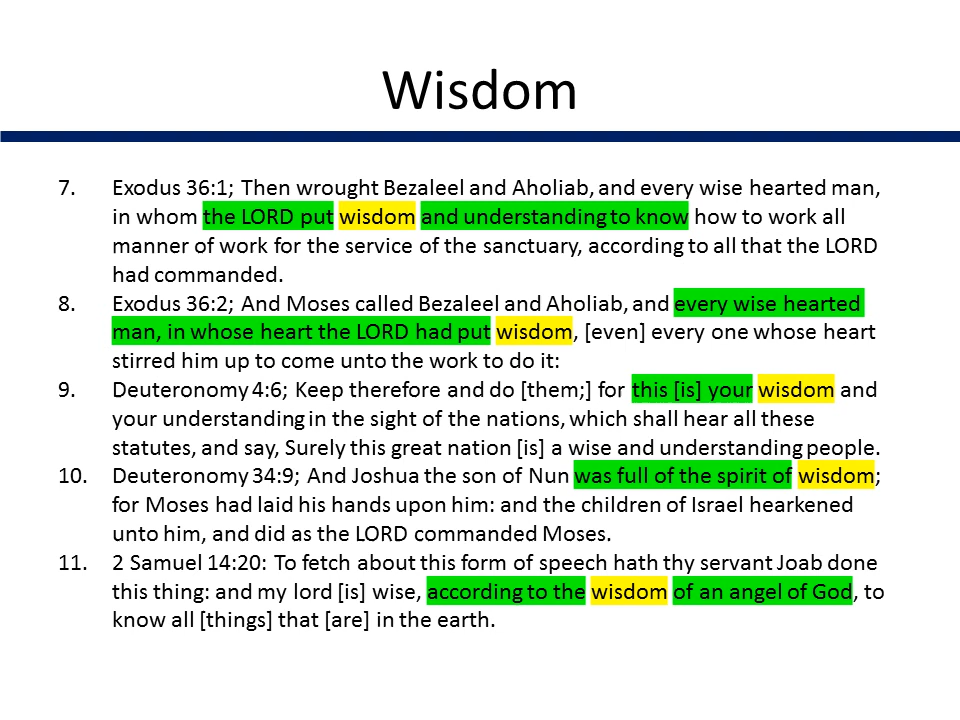 Wisdom
7. Exodus 36:1; Then wrought Bezaleel and Aholiab, and every wise hearted man,
in whom the LORD put wisdom and understanding to know how to work all
manner of work for the service of the sanctuary, according to all that the LORD
had commanded.
8. Exodus 36:2; And Moses called Bezaleel and Aholiab, and every wise hearted
man, in whose heart the LORD had put wisdom, [even] every one whose heart
stirred him up to come unto the work to do it:
9. Deuteronomy 4:6; Keep therefore and do [them;] for this [is] your wisdom and
your understanding in the sight of the nations, which shall hear all these
statutes, and say, Surely this great nation [is] a wise and understanding people.
10. Deuteronomy 34:9; And Joshua the son of Nun was full of the spirit of wisdom;
for Moses had laid his hands upon him: and the children of Israel hearkened
unto him, and did as the LORD commanded Moses.
11. 2 Samuel 14:20: To fetch about this form of speech hath thy servant Joab done
this thing: and my lord [is] wise, according to the wisdom of an angel of God, to
know all [things] that [are] in the earth.